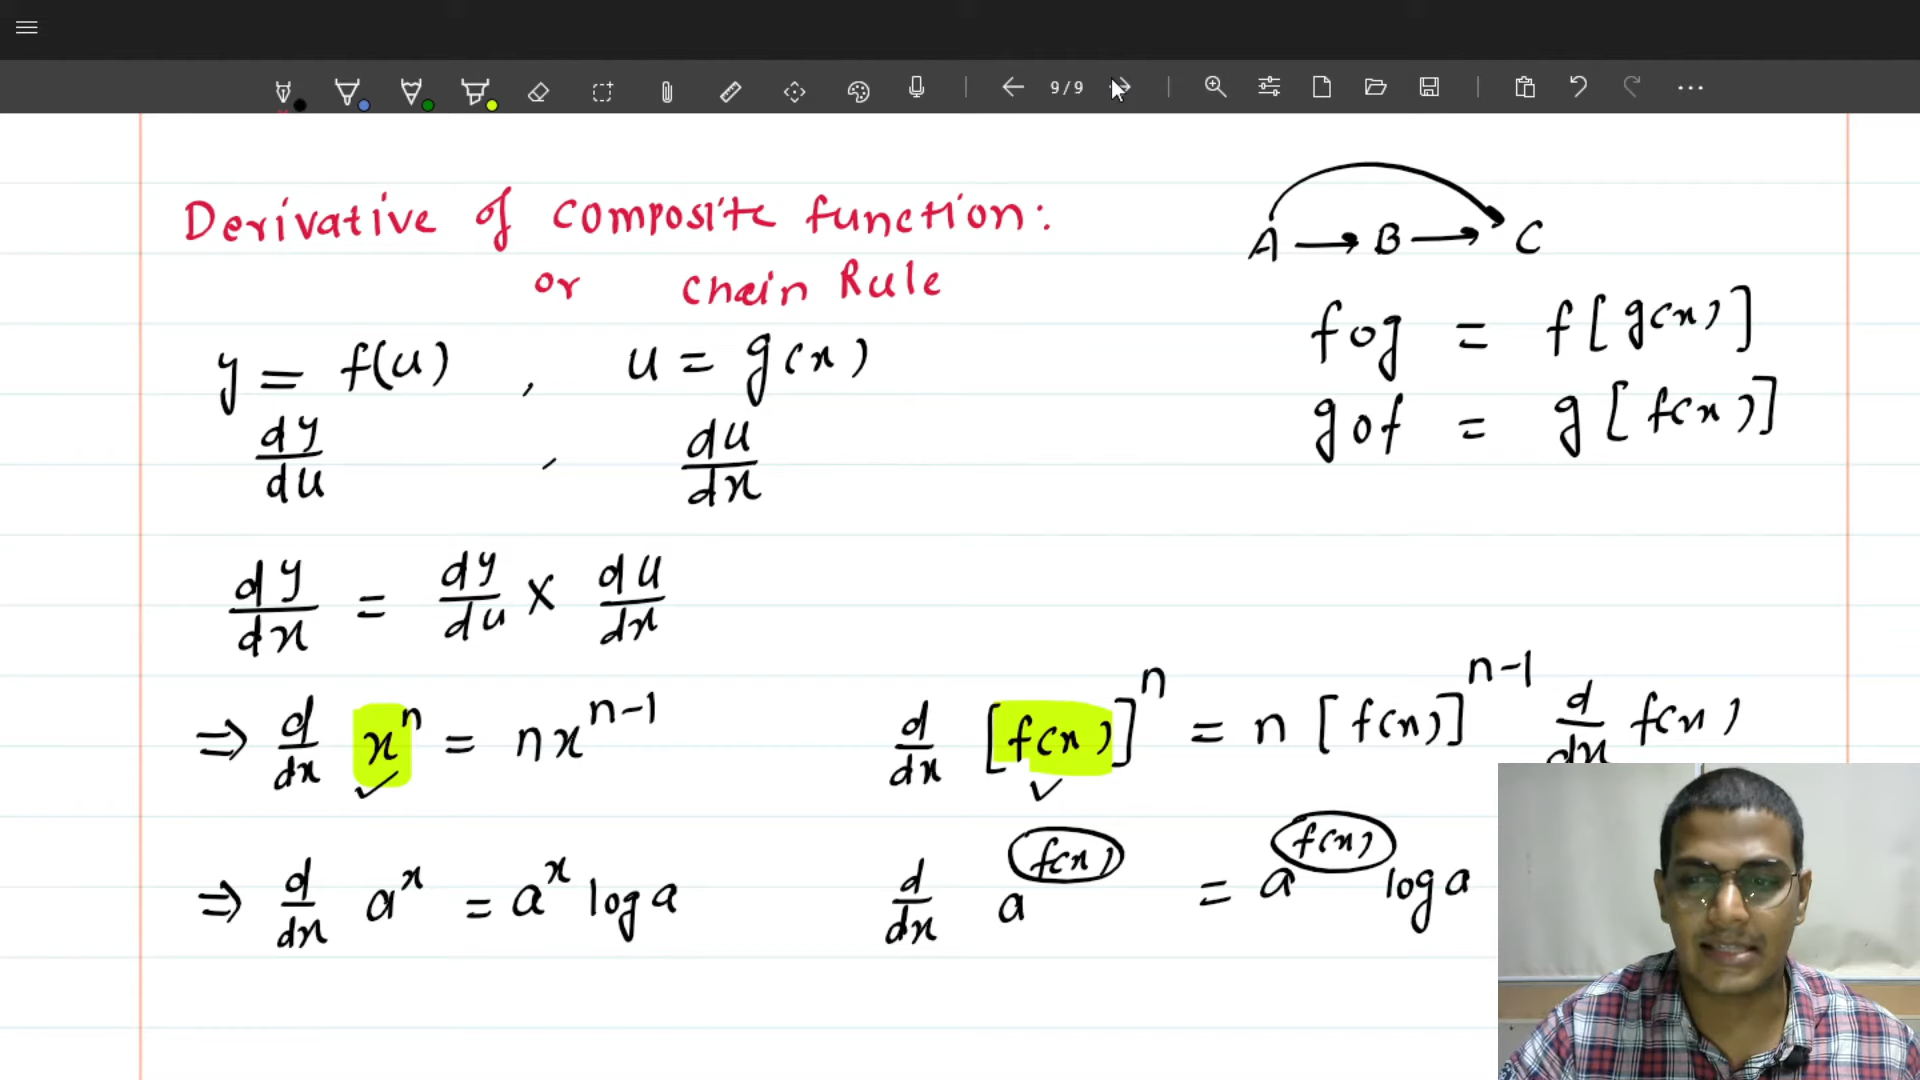 9/9
Derivative of composite function:
or chain Rule
A → B → C
fog = f[g(x)]
gof = g[f(x)]
y = f(u) , u = g(x)
dy/du , du/dx
dy/dx = dy/du × du/dx
⇒ d/dx x^n = nx^(n-1)
d/dx [f(x)]^n = n [f(x)]^(n-1) d/dx f(x)
⇒ d/dx a^x = a^x log a
d/dx a^f(x) = a^f(x) log a